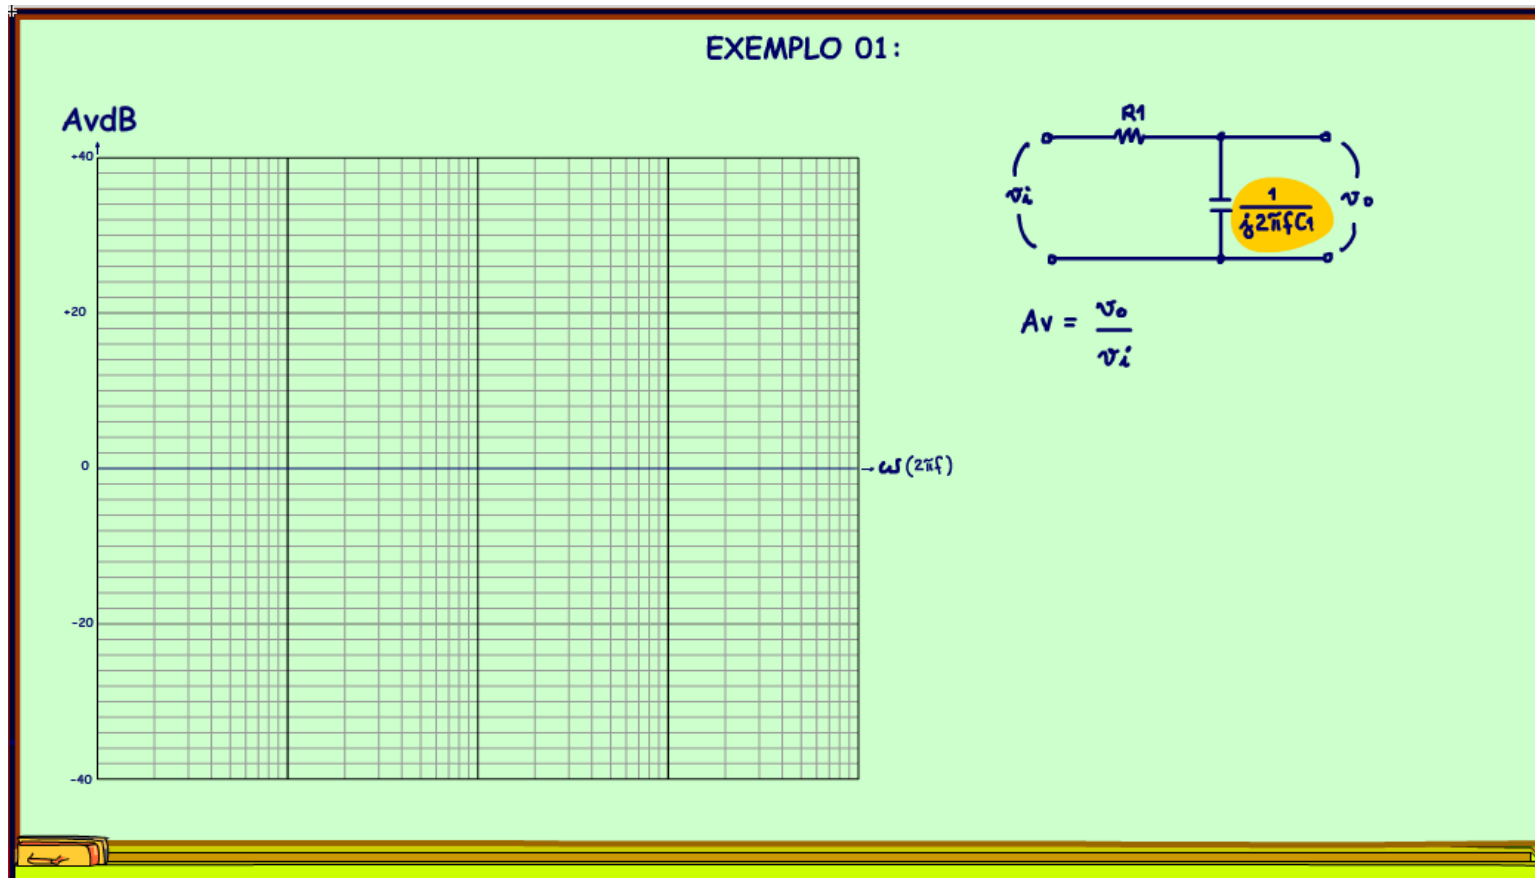 EXEMPLO 01:
AvdB
+40
+20
0
-20
-40
ω(2πf)
R1
vi
1
j2πfC1
vo
Av = vo
vi